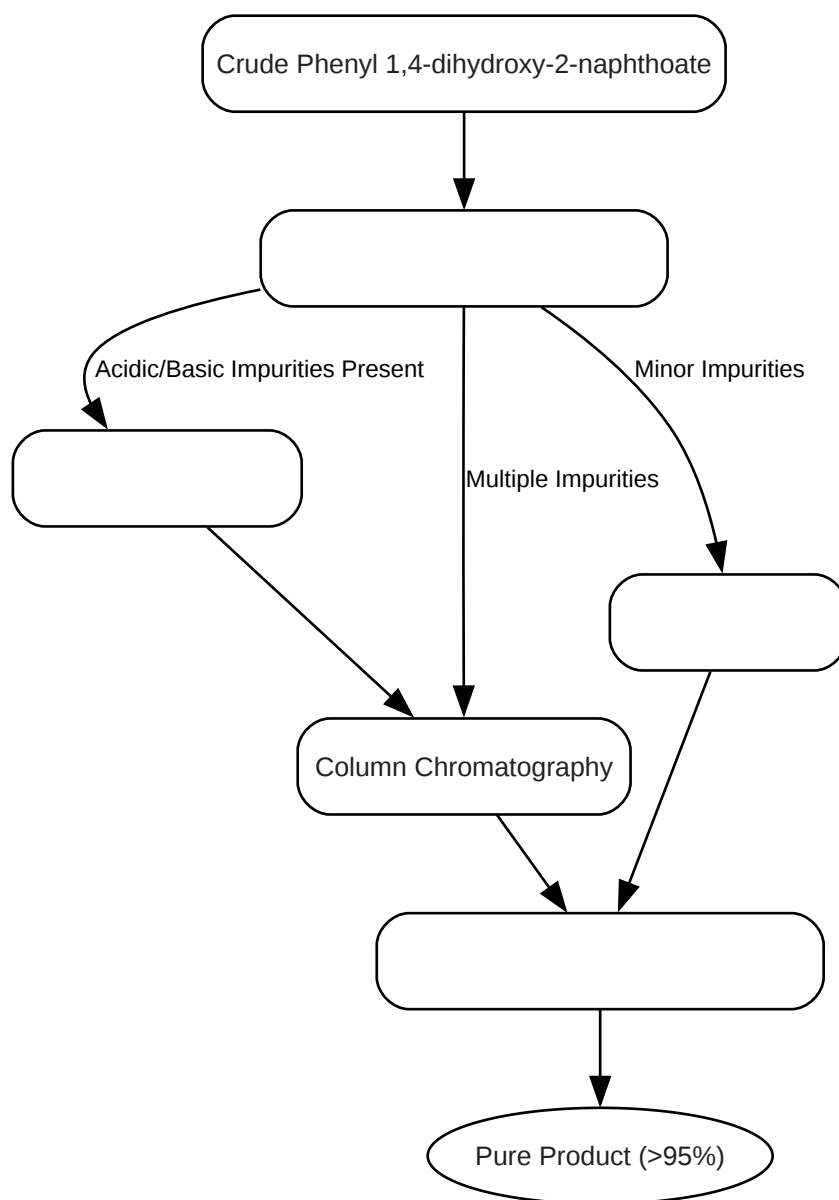 Crude Phenyl 1,4-dihydroxy-2-naphthoate
Acidic/Basic Impurities Present
Minor Impurities
Multiple Impurities
Column Chromatography
Pure Product (>95%)